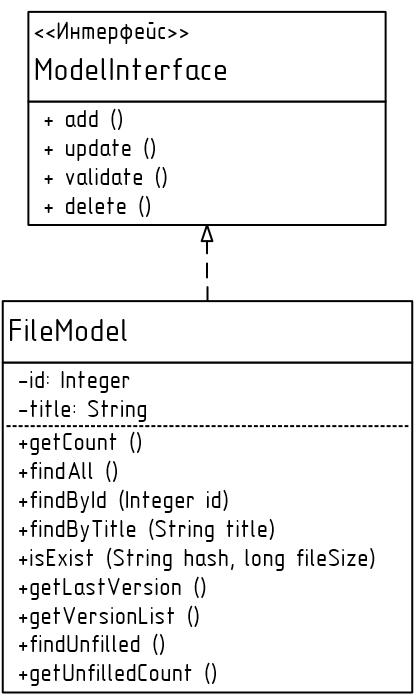 <<Интерфейс>>
ModelInterface
+ add ()
+ update ()
+ validate ()
+ delete ()
FileModel
-id: Integer
-title: String
+getCount ()
+findAll ()
+findById (Integer id)
+findByTitle (String title)
+isExist (String hash, long fileSize)
+getLastVersion ()
+getVersionList ()
+findUnfilled ()
+getUnfilledCount ()